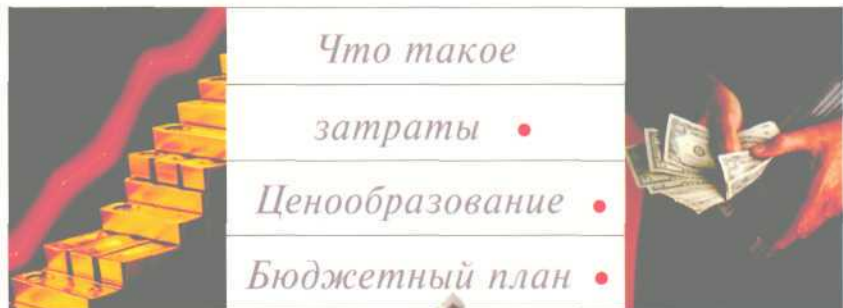 Что такое
затраты •
Ценообразование •
Бюджетный план •